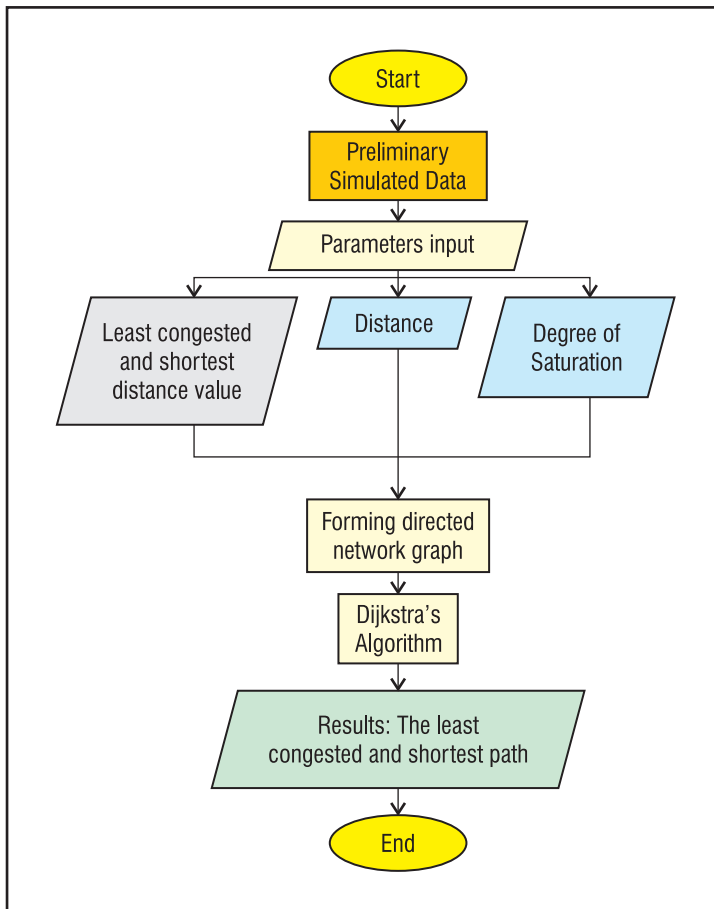 Start
Preliminary
Simulated Data
Parameters input
Least congested
and shortest
distance value
Distance
Degree of
Saturation
Forming directed
network graph
Dijkstra’s
Algorithm
Results: The least
congested and shortest path
End